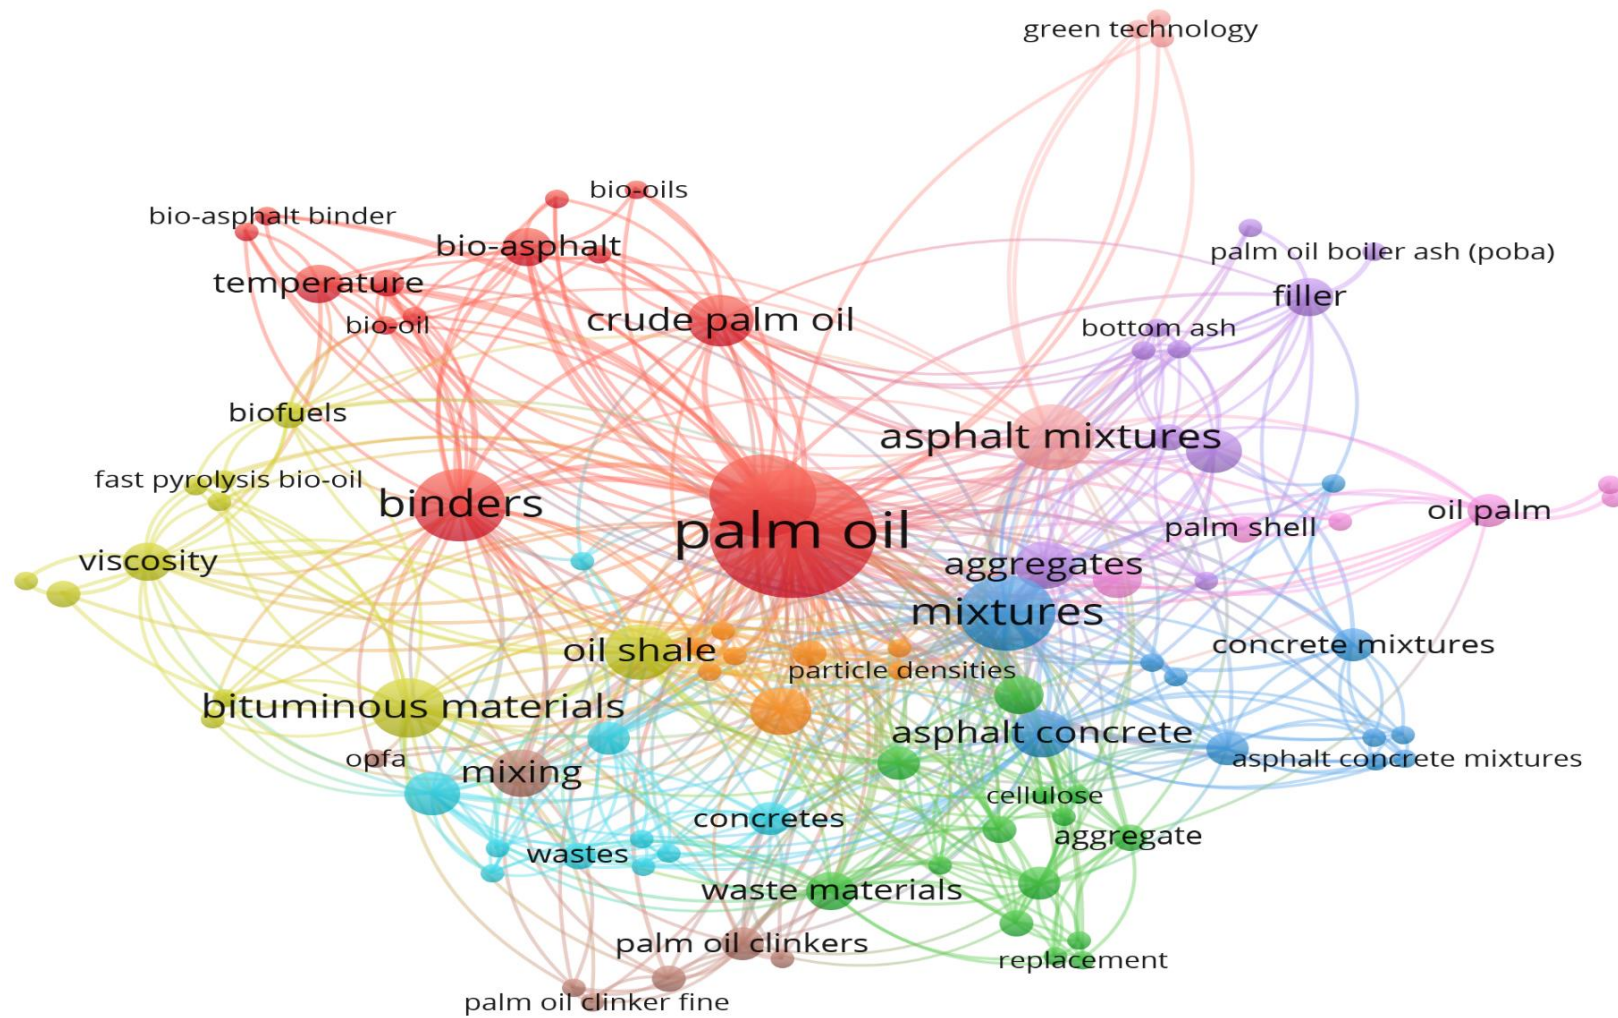 green technology
bio-oils
bio-asphalt binder
bio-asphalt
palm oil boiler ash (poba)
temperature
filler
crude palm oil
bio-oil
bottom ash
biofuels
asphalt mixtures
fast pyrolysis bio-oil
binders
oil palm
palm oil
palm shell
viscosity
aggregates
mixtures
concrete mixtures
oil shale
particle densities
bituminous materials
asphalt concrete
opfa
asphalt concrete mixtures
mixing
cellulose
concretes
aggregate
wastes
waste materials
palm oil clinkers
replacement
palm oil clinker fine